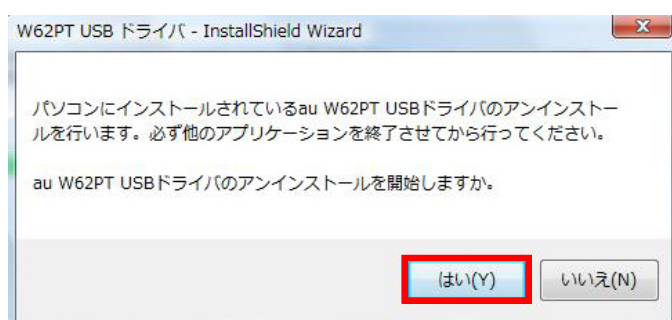 W62PT USB ドライバ - InstallShield Wizard
パソコンにインストールされているau W62PT USBドライバのアンインストー
ルを行います。必ず他のアプリケーションを終了させてから行ってください。
au W62PT USBドライバのアンインストールを開始しますか。
はい(Y)
いいえ(N)